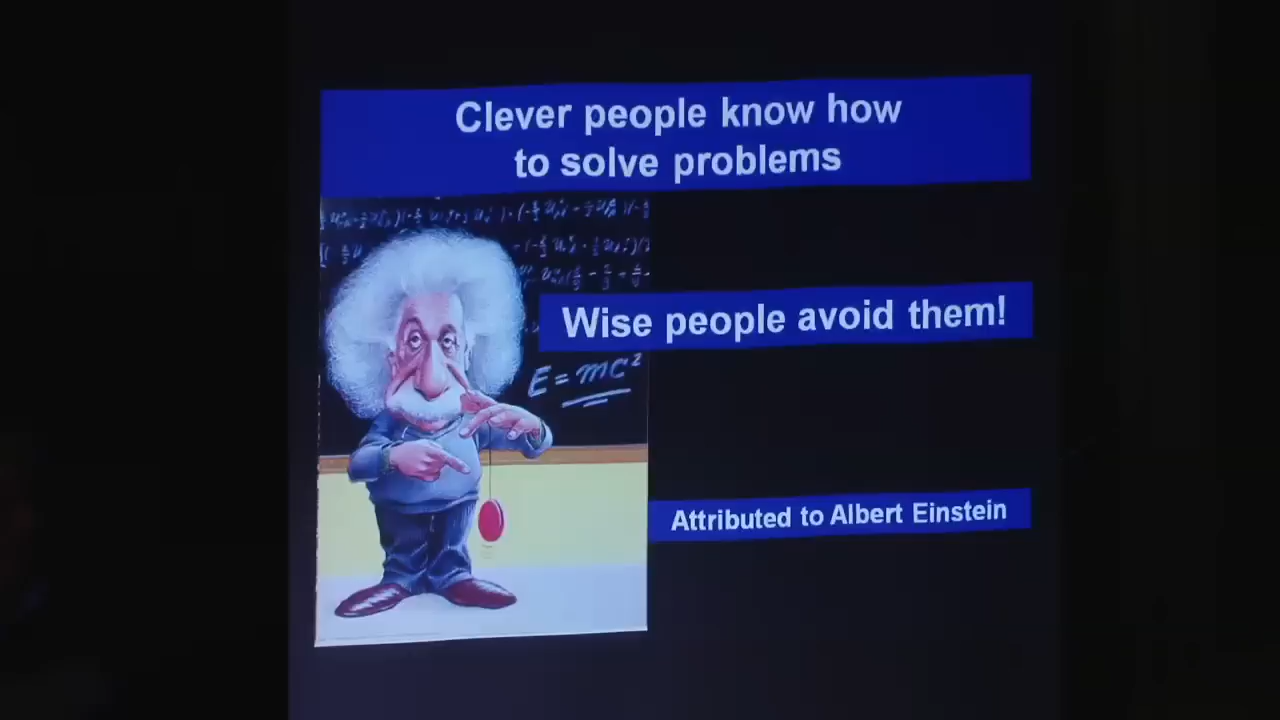 Clever people know how
to solve problems
Wise people avoid them!
E = mc²
Attributed to Albert Einstein